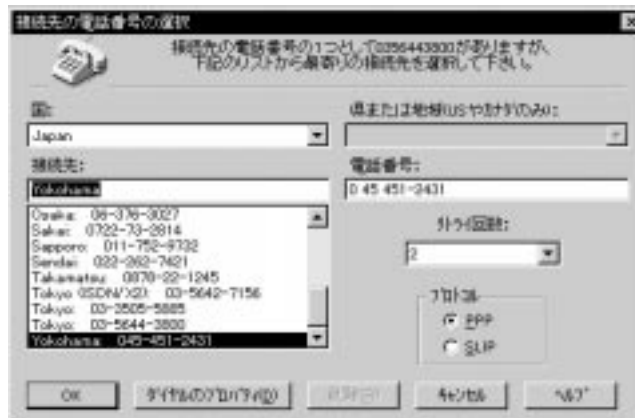 接続先の電話番号の選択
接続先の電話番号の1つとして0356443800がありますが、
下記のリストから最寄りの接続先を選択して下さい。
国:
県または地域(USやカナダのみ):
Japan
接続先:
電話番号:
Yokohama
0 45 451-2431
Osaka: 06-376-3027
Sakai: 0722-73-2814
Sapporo: 011-752-9732
Sendai: 022-262-7421
Takamatsu: 0878-22-1245
Tokyo (ISDN/X2): 03-5642-7156
Tokyo: 03-3505-5885
Tokyo: 03-5644-3800
Yokohama: 045-451-2431
リトライ回数:
2
プロトコル
PPP
SLIP
OK
ダイヤルのプロパティ(D)
キャンセル
ヘルプ